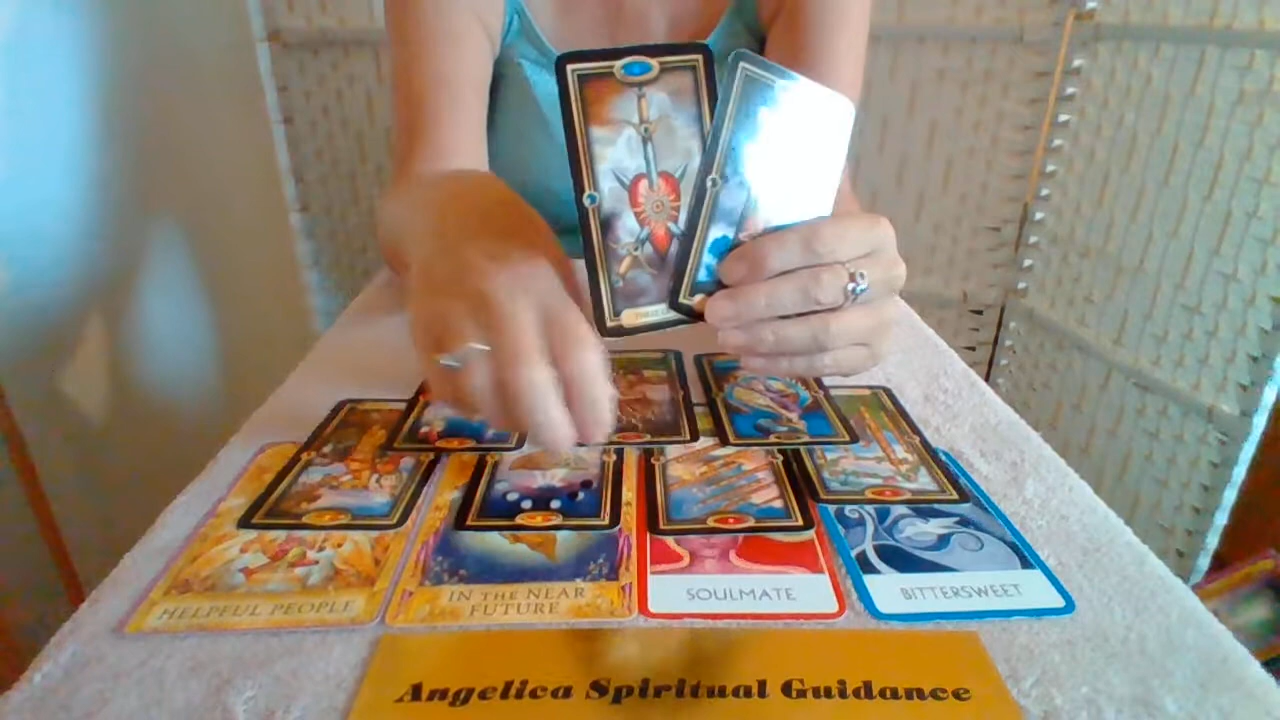 HELPFUL PEOPLE
IN THE NEAR
FUTURE
SOULMATE
BITTERSWEET
Angelica Spiritual Guidance